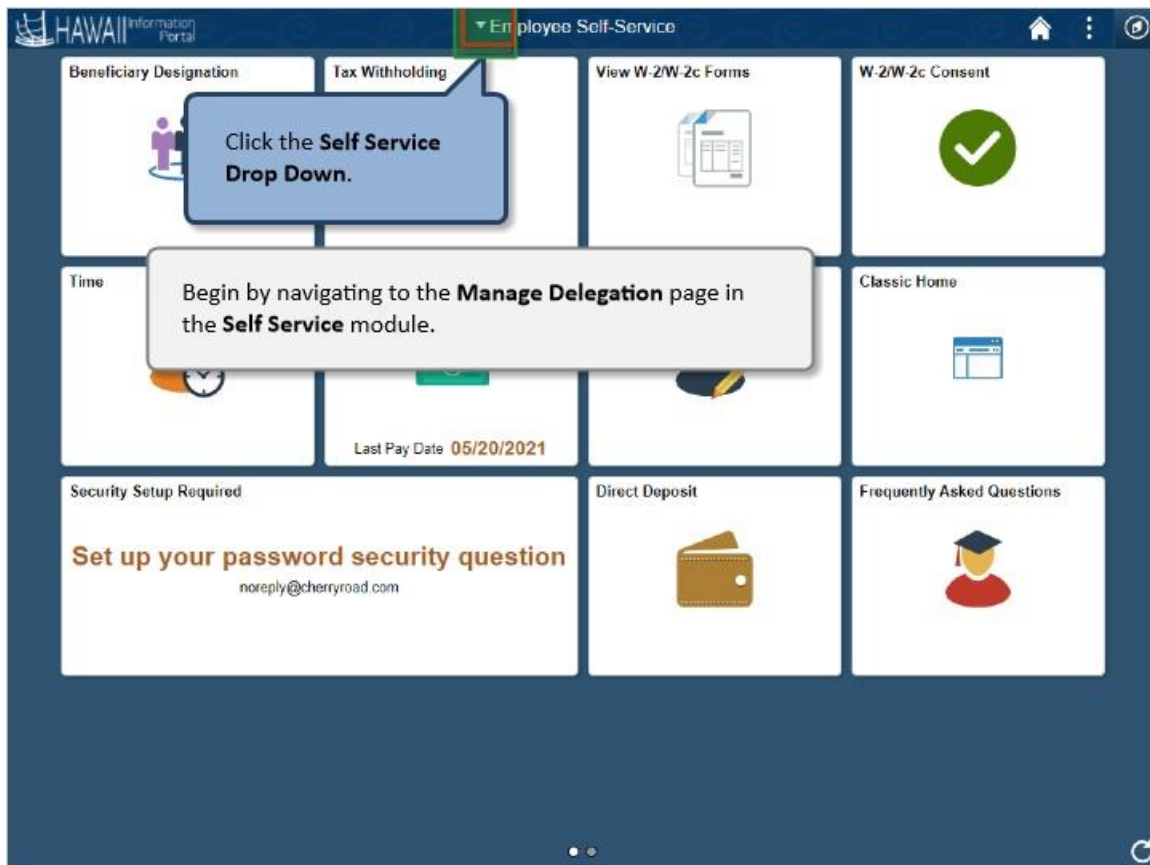 HAWAII Information
Portal
Employee Self-Service
Beneficiary Designation
Tax Withholding
View W-2/W-2c Forms
W-2/W-2c Consent
Click the Self Service
Drop Down.
Time
Begin by navigating to the Manage Delegation page in
the Self Service module.
Classic Home
Last Pay Date 05/20/2021
Security Setup Required
Set up your password security question
noreply@cherryroad.com
Direct Deposit
Frequently Asked Questions